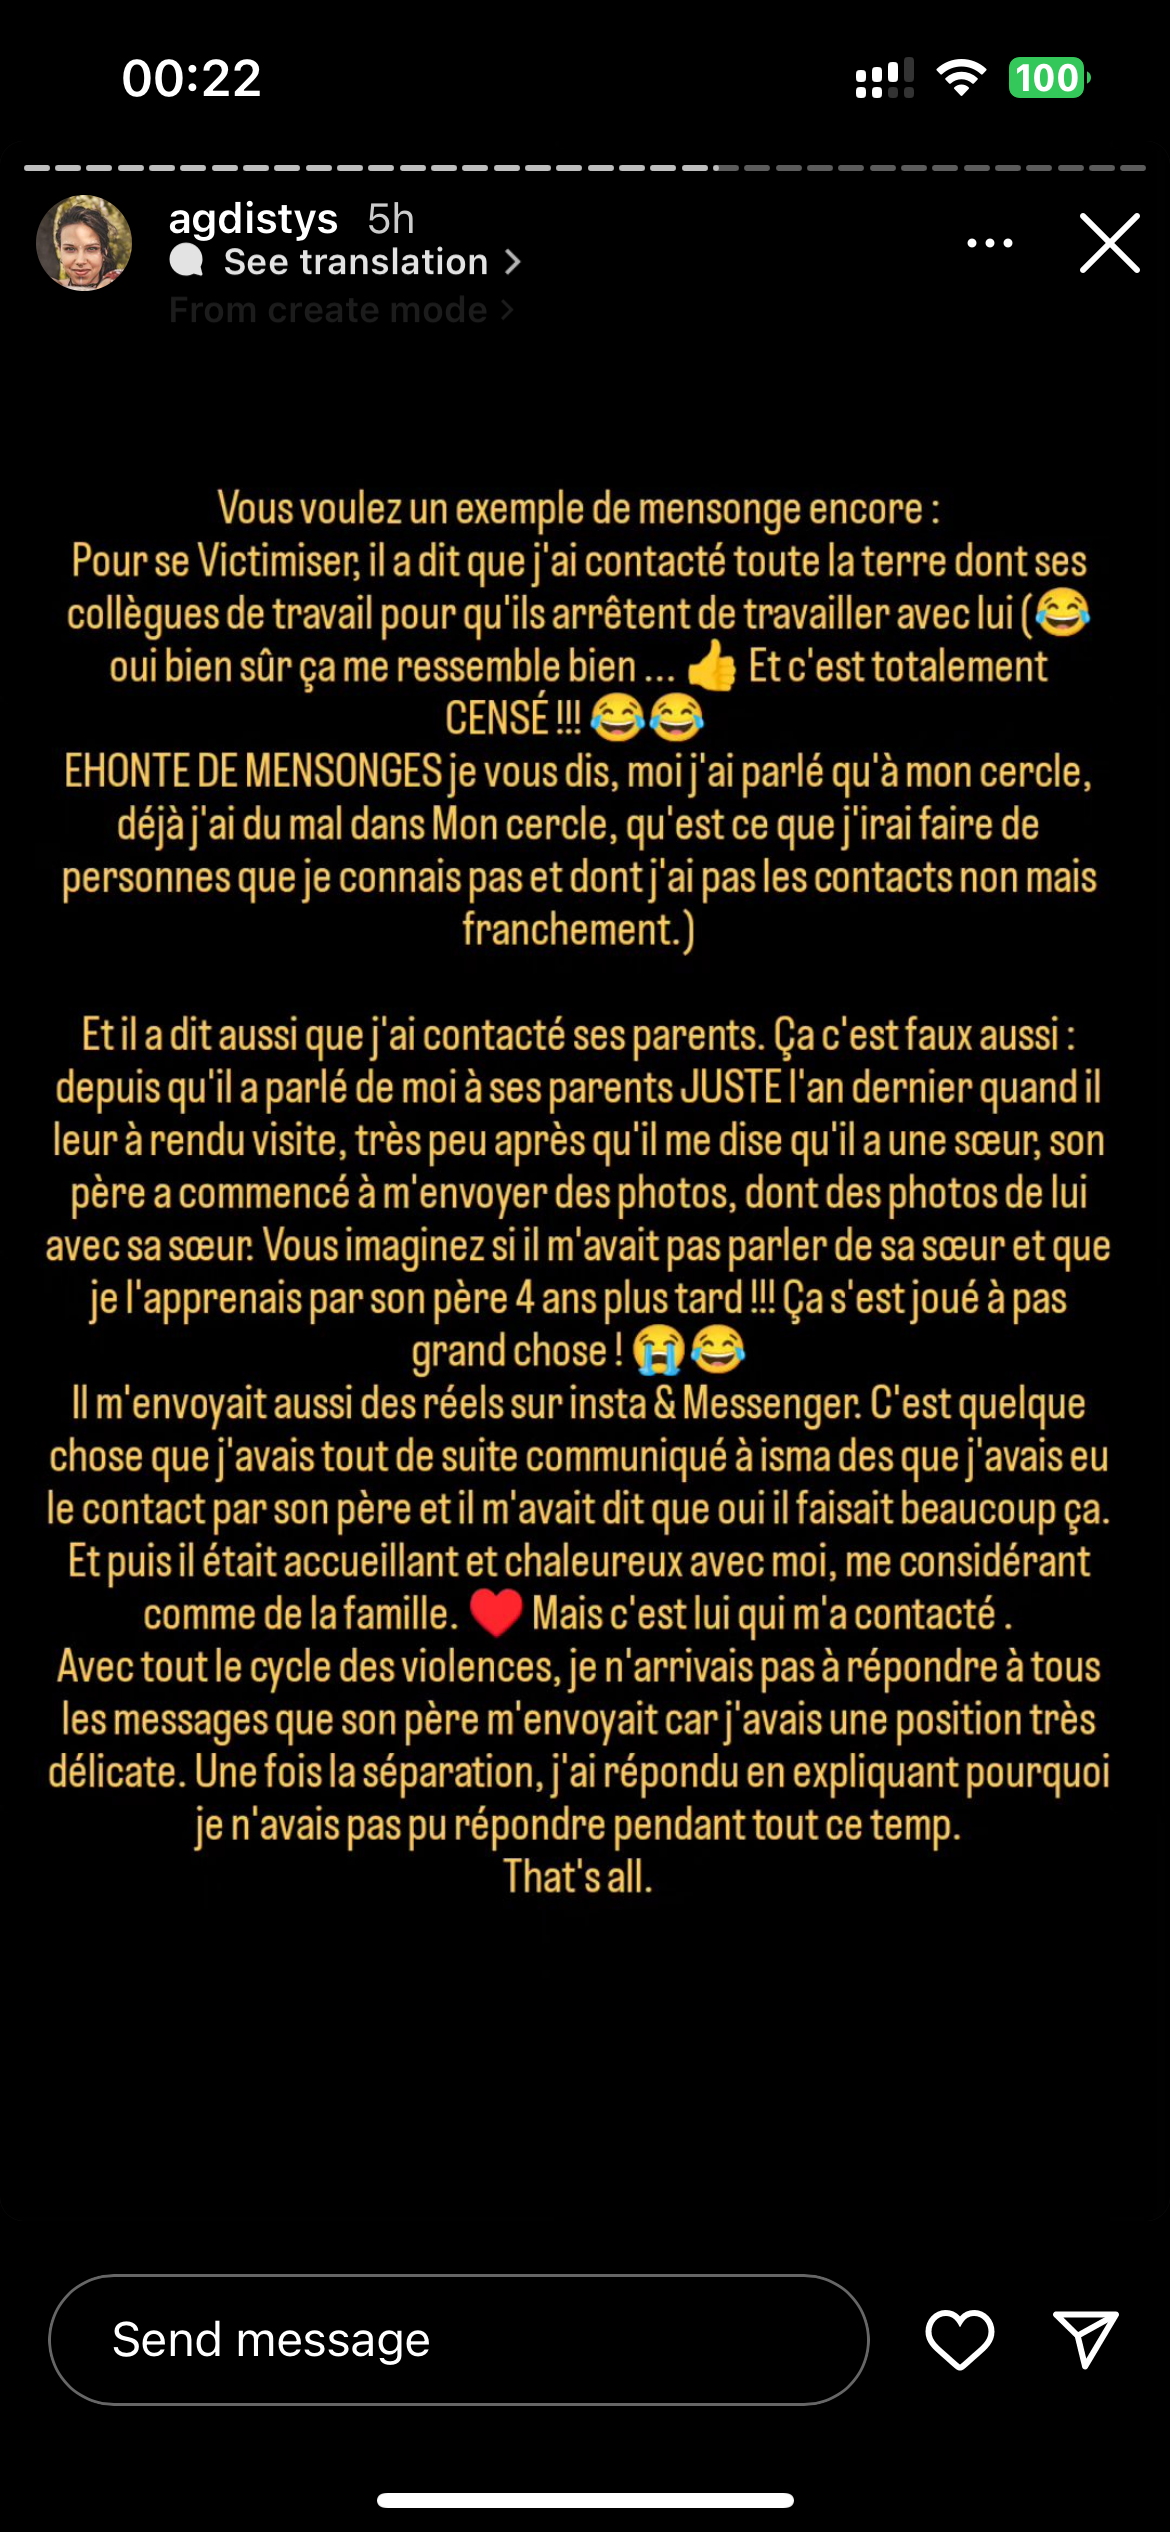 00:22
100
agdistys 5h
See translation >
From create mode >
Vous voulez un exemple de mensonge encore :
Pour se Victimiser, il a dit que j'ai contacté toute la terre dont ses
collègues de travail pour qu'ils arrêtent de travailler avec lui (😂
oui bien sûr ça me ressemble bien ... 👍 Et c'est totalement
CENSÉ !!! 😂😂
EHONTE DE MENSONGES je vous dis, moi j'ai parlé qu'à mon cercle,
déjà j'ai du mal dans Mon cercle, qu'est ce que j'irai faire de
personnes que je connais pas et dont j'ai pas les contacts non mais
franchement.)
Et il a dit aussi que j'ai contacté ses parents. Ça c'est faux aussi :
depuis qu'il a parlé de moi à ses parents JUSTE l'an dernier quand il
leur à rendu visite, très peu après qu'il me dise qu'il a une sœur, son
père a commencé à m'envoyer des photos, dont des photos de lui
avec sa sœur. Vous imaginez si il m'avait pas parler de sa sœur et que
je l'apprenais par son père 4 ans plus tard !!! Ça s'est joué à pas
grand chose ! 😭😂
Il m'envoyait aussi des réels sur insta & Messenger. C'est quelque
chose que j'avais tout de suite communiqué à isma des que j'avais eu
le contact par son père et il m'avait dit que oui il faisait beaucoup ça.
Et puis il était accueillant et chaleureux avec moi, me considérant
comme de la famille. ❤️ Mais c'est lui qui m'a contacté .
Avec tout le cycle des violences, je n'arrivais pas à répondre à tous
les messages que son père m'envoyait car j'avais une position très
délicate. Une fois la séparation, j'ai répondu en expliquant pourquoi
je n'avais pas pu répondre pendant tout ce temp.
That's all.
Send message